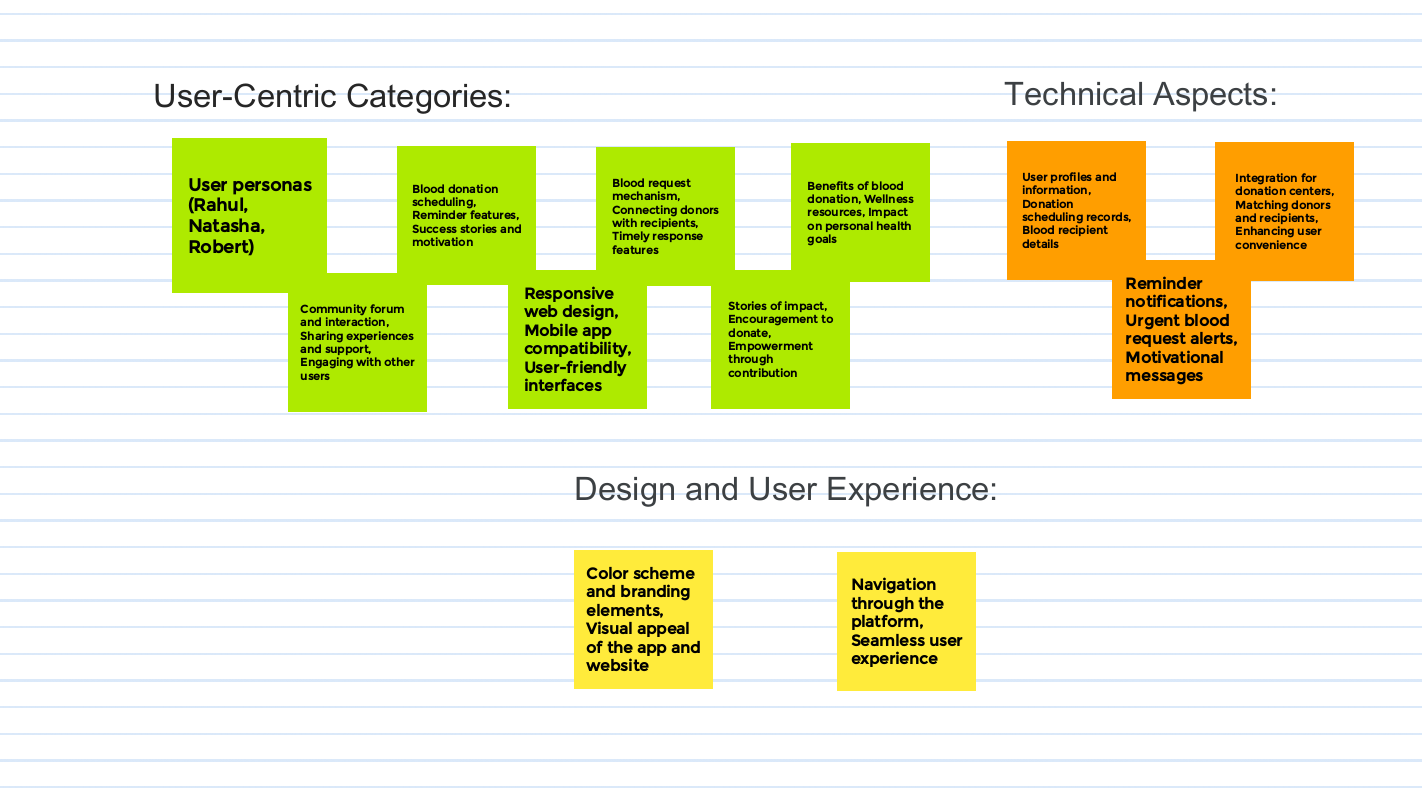 User-Centric Categories:
User personas
(Rahul,
Natasha,
Robert)
Blood donation
scheduling,
Reminder features,
Success stories and
motivation
Blood request
mechanism,
Connecting donors
with recipients,
Timely response
features
Benefits of blood
donation, Wellness
resources, Impact
on personal health
goals
Community forum
and interaction,
Sharing experiences
and support,
Engaging with other
users
Responsive
web design,
Mobile app
compatibility,
User-friendly
interfaces
Stories of impact,
Encouragement to
donate,
Empowerment
through
contribution
Technical Aspects:
User profiles and
information,
Donation
scheduling records,
Blood recipient
details
Integration for
donation centers,
Matching donors
and recipients,
Enhancing user
convenience
Reminder
notifications,
Urgent blood
request alerts,
Motivational
messages
Design and User Experience:
Color scheme
and branding
elements,
Visual appeal
of the app and
website
Navigation
through the
platform,
Seamless user
experience